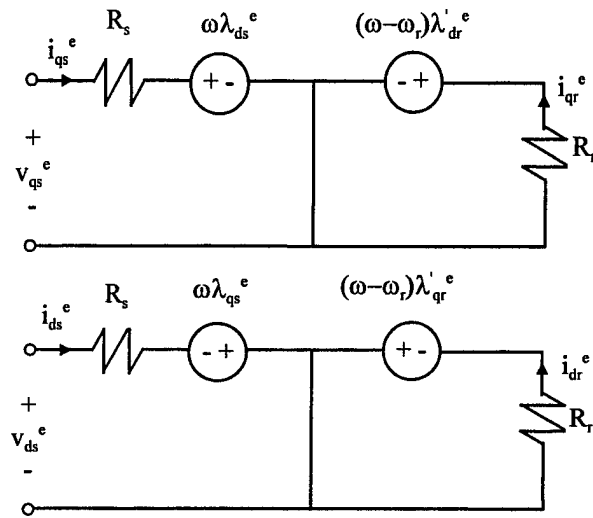 R_s ωλ_ds^e (ω−ω_r)λ'_dr^e
i_qs^e + - - + i_qr^e
+ R_r
v_qs^e
-
R_s ωλ_qs^e (ω−ω_r)λ'_qr^e
i_ds^e - + + - i_dr^e
+ R_r
v_ds^e
-